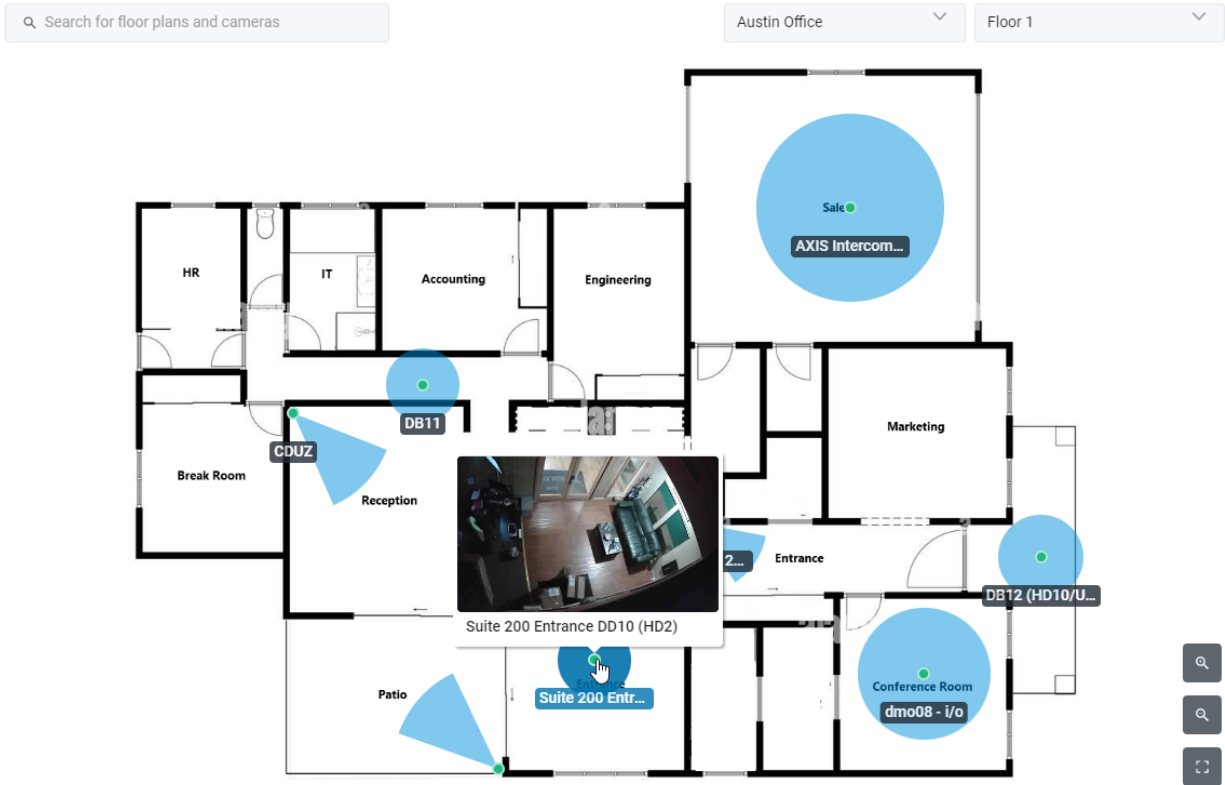 Search for floor plans and cameras
Austin Office
Floor 1
Sale
AXIS Intercom...
HR
IT
Accounting
Engineering
DB11
CDUZ
Break Room
Reception
Marketing
2...
Entrance
DB12 (HD10/U...
Suite 200 Entrance DD10 (HD2)
Entrance
Suite 200 Entr...
Patio
Conference Room
dmo08 - i/o